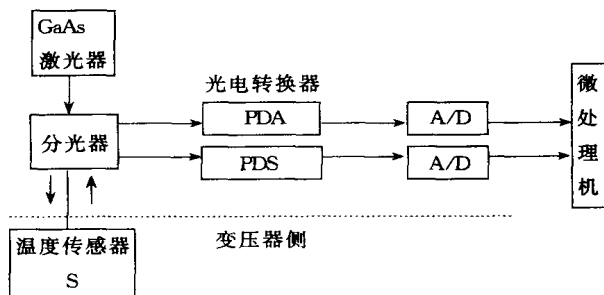 GaAs
激光器
光电转换器
分光器
PDA
A/D
PDS
A/D
微处理机
变压器侧
温度传感器
S